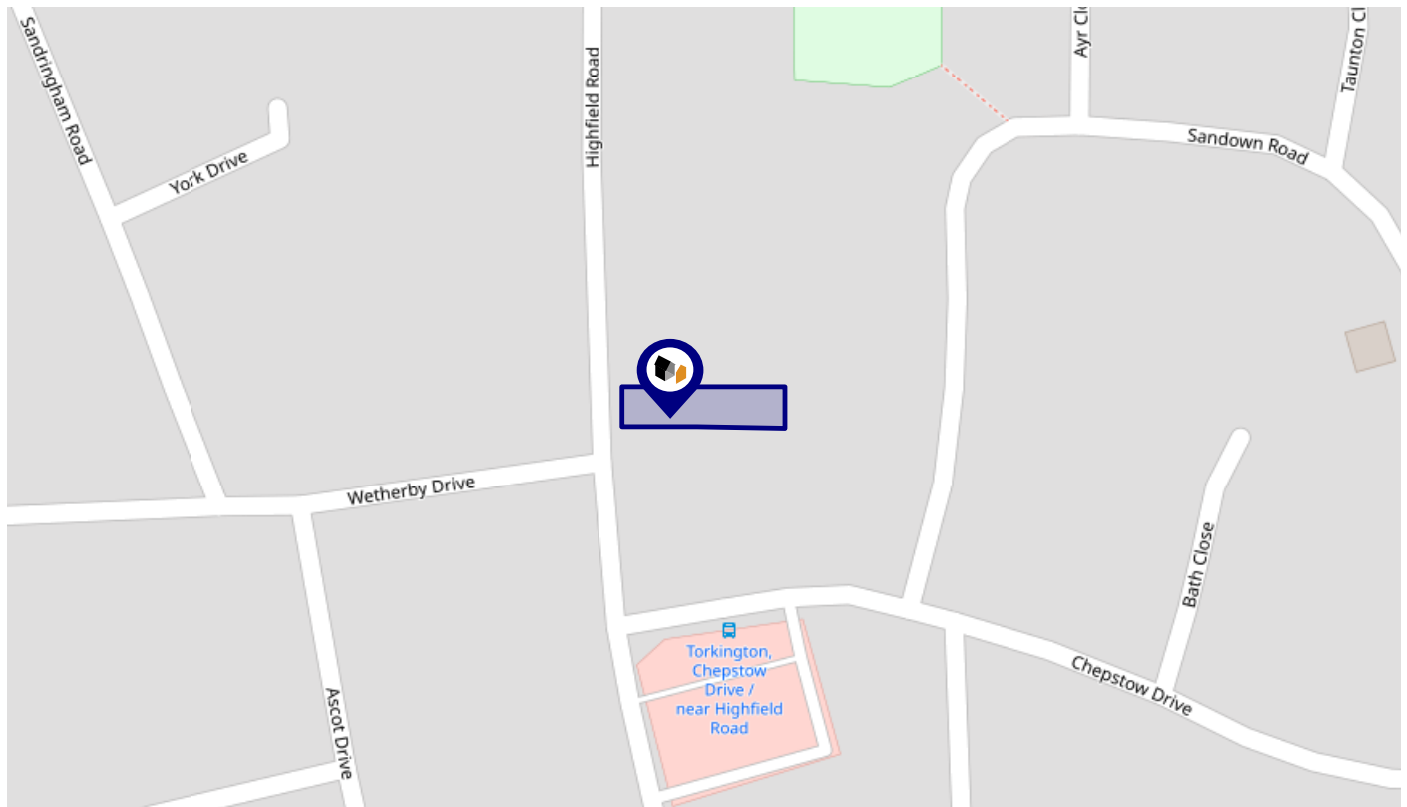 Sandringham Road
York Drive
Highfield Road
Ayr Clo
Taunton Cl
Sandown Road
Wetherby Drive
Ascot Drive
Torkington,
Chepstow
Drive /
near Highfield
Road
Bath Close
Chepstow Drive